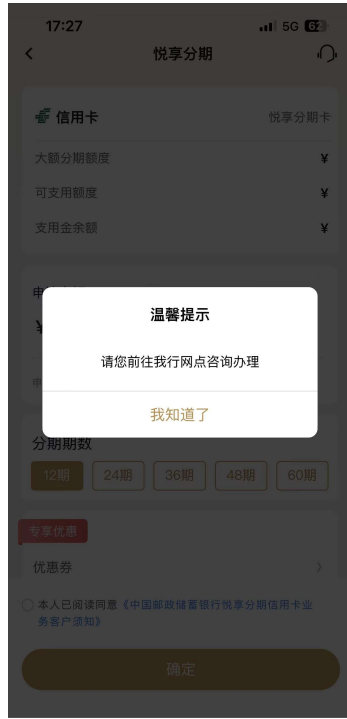 17:27
5G 62
悦享分期
信用卡
悦享分期卡
大额分期额度
¥
可支用额度
¥
支用金余额
¥
申
温馨提示
¥
请您前往我行网点咨询办理
申
我知道了
分期期数
12期 24期 36期 48期 60期
专享优惠
优惠券
本人已阅读同意《中国邮政储蓄银行悦享分期信用卡业
务客户须知》
确定